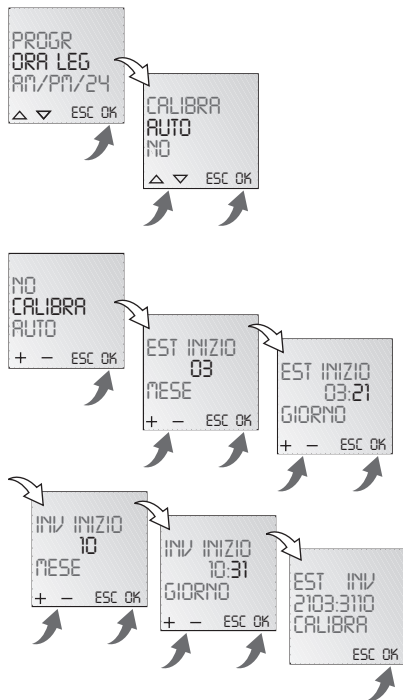 PROGR
ORA LEG
AM/PM/24
ESC OK
CALIBRA
AUTO
NO
ESC OK
NO
CALIBRA
AUTO
+ − ESC OK
EST INIZIO
03
MESE
+ − ESC OK
EST INIZIO
03:21
GIORNO
+ − ESC OK
INV INIZIO
10
MESE
+ − ESC OK
INV INIZIO
10:31
GIORNO
+ − ESC OK
EST INV
2103:3110
CALIBRA
ESC OK